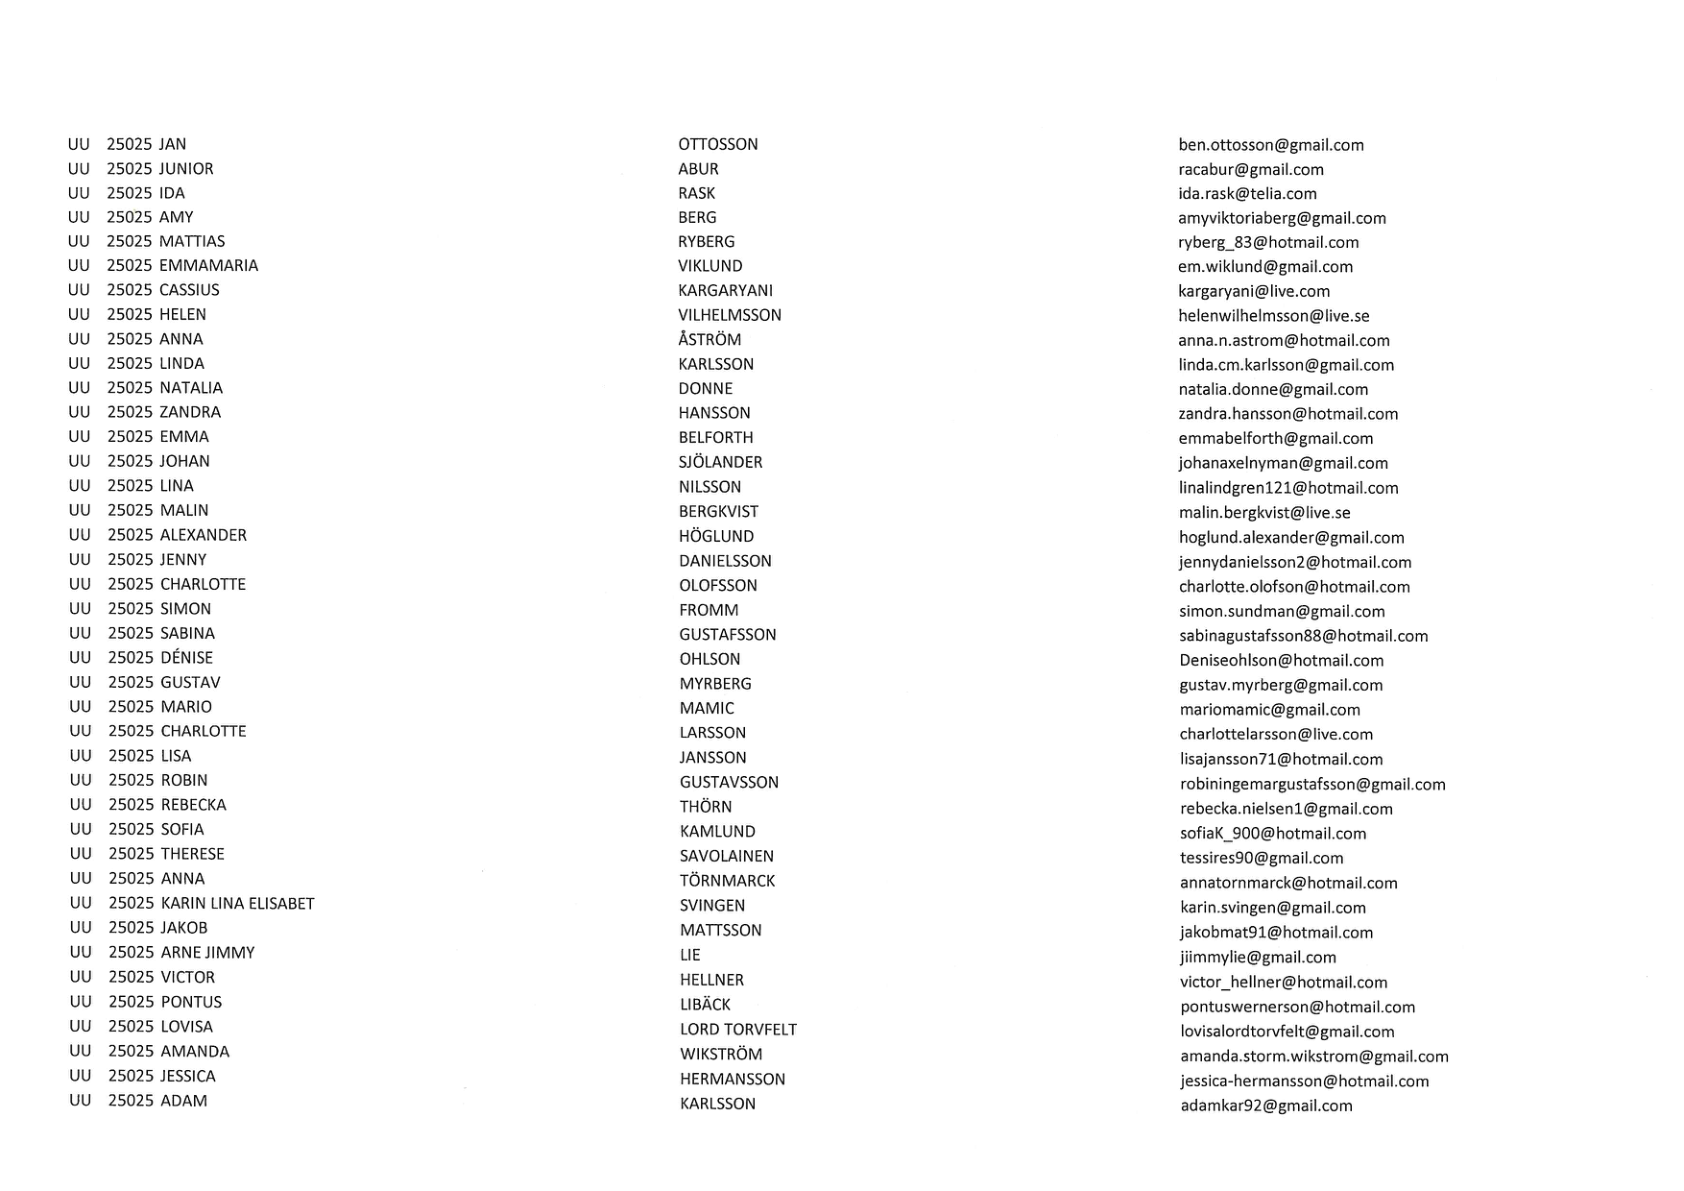 UU 25025 JAN OTTOSSON ben.ottosson@gmail.com
UU 25025 JUNIOR ABUR racabur@gmail.com
UU 25025 IDA RASK ida.rask@telia.com
UU 25025 AMY BERG amyviktoriaberg@gmail.com
UU 25025 MATTIAS RYBERG ryberg_83@hotmail.com
UU 25025 EMMAMARIA VIKLUND em.wiklund@gmail.com
UU 25025 CASSIUS KARGARYANI kargaryani@live.com
UU 25025 HELEN VILHELMSSON helenwilhelmsson@live.se
UU 25025 ANNA ÅSTRÖM anna.n.astrom@hotmail.com
UU 25025 LINDA KARLSSON linda.cm.karlsson@gmail.com
UU 25025 NATALIA DONNE natalia.donne@gmail.com
UU 25025 ZANDRA HANSSON zandra.hansson@hotmail.com
UU 25025 EMMA BELFORTH emmabelforth@gmail.com
UU 25025 JOHAN SJÖLANDER johanaxelnyman@gmail.com
UU 25025 LINA NILSSON linalindgren121@hotmail.com
UU 25025 MALIN BERGKVIST malin.bergkvist@live.se
UU 25025 ALEXANDER HÖGLUND hoglund.alexander@gmail.com
UU 25025 JENNY DANIELSSON jennydanielsson2@hotmail.com
UU 25025 CHARLOTTE OLOFSSON charlotte.olofson@hotmail.com
UU 25025 SIMON FROMM simon.sundman@gmail.com
UU 25025 SABINA GUSTAFSSON sabinagustafsson88@hotmail.com
UU 25025 DÉNISE OHLSON Deniseohlson@hotmail.com
UU 25025 GUSTAV MYRBERG gustav.myrberg@gmail.com
UU 25025 MARIO MAMIC mariomamic@gmail.com
UU 25025 CHARLOTTE LARSSON charlottelarsson@live.com
UU 25025 LISA JANSSON lisajansson71@hotmail.com
UU 25025 ROBIN GUSTAVSSON robiningemargustafsson@gmail.com
UU 25025 REBECKA THÖRN rebecka.nielsen1@gmail.com
UU 25025 SOFIA KAMLUND sofiaK_900@hotmail.com
UU 25025 THERESE SAVOLAINEN tessires90@gmail.com
UU 25025 ANNA TÖRNMARCK annatornmarck@hotmail.com
UU 25025 KARIN LINA ELISABET SVINGEN karin.svingen@gmail.com
UU 25025 JAKOB MATTSSON jakobmat91@hotmail.com
UU 25025 ARNE JIMMY LIE jiimmylie@gmail.com
UU 25025 VICTOR HELLNER victor_hellner@hotmail.com
UU 25025 PONTUS LIBÄCK pontuswernerson@hotmail.com
UU 25025 LOVISA LORD TORVFELT lovisalordtorvfelt@gmail.com
UU 25025 AMANDA WIKSTRÖM amanda.storm.wikstrom@gmail.com
UU 25025 JESSICA HERMANSSON jessica-hermansson@hotmail.com
UU 25025 ADAM KARLSSON adamkar92@gmail.com